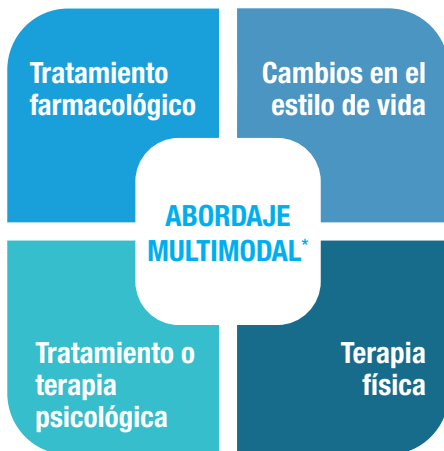 Tratamiento
farmacológico
Cambios en el
estilo de vida
ABORDAJE
MULTIMODAL*
Tratamiento o
terapia
psicológica
Terapia
física